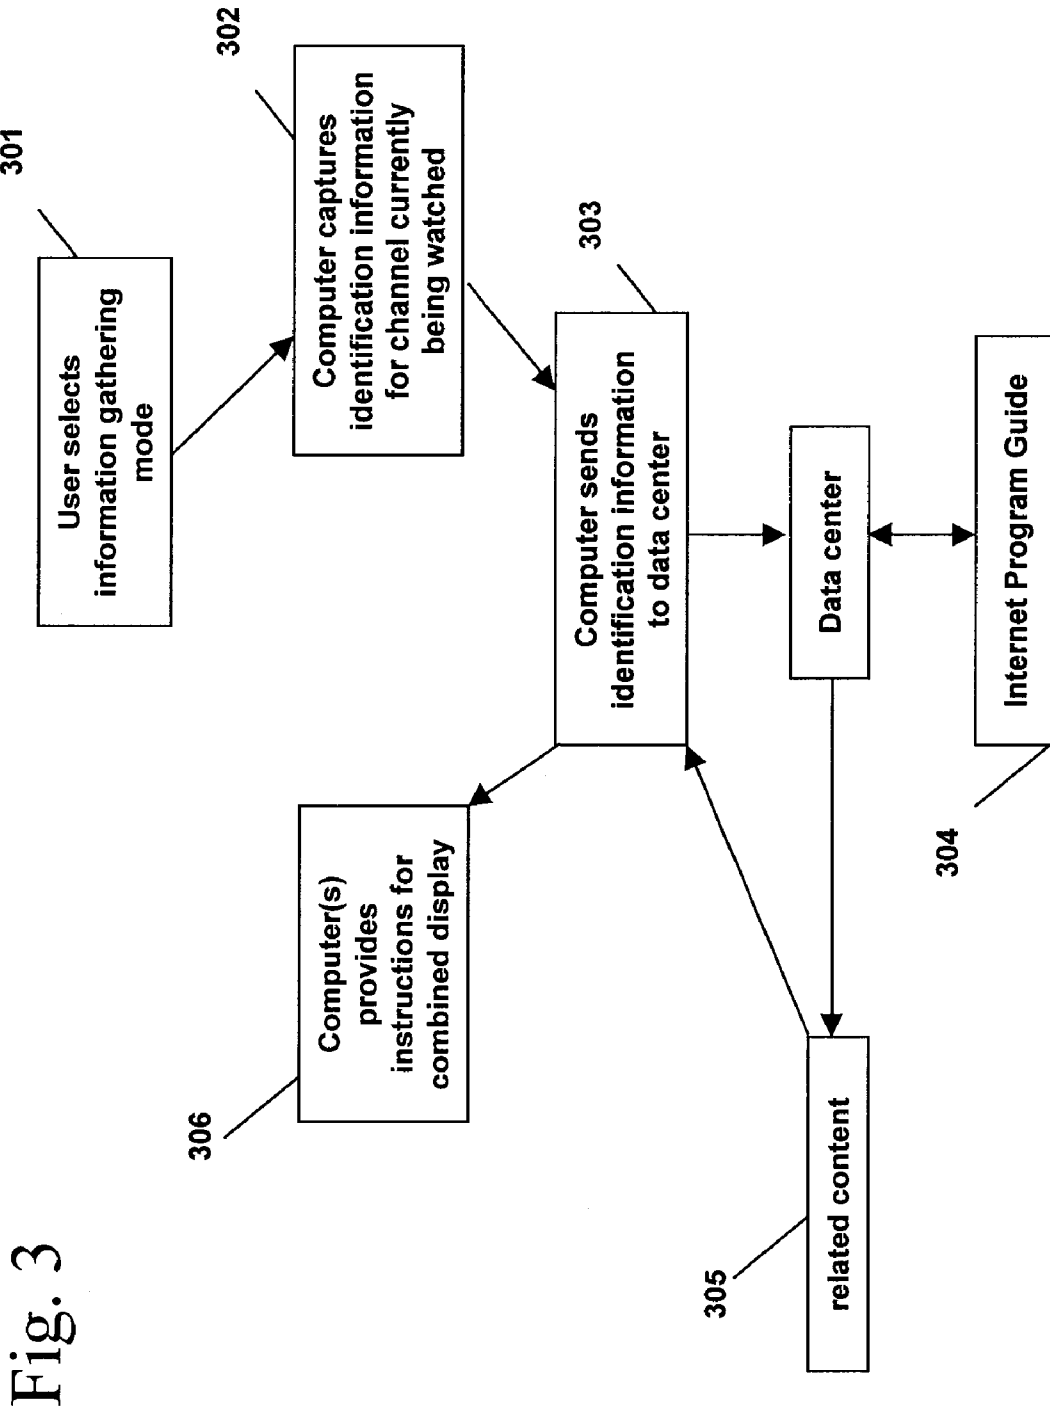 Fig. 3
301
User selects
information gathering
mode
302
Computer captures
identification information
for channel currently
being watched
303
Computer sends
identification information
to data center
Data center
Internet Program Guide
304
related content
305
Computer(s)
provides
instructions for
combined display
306